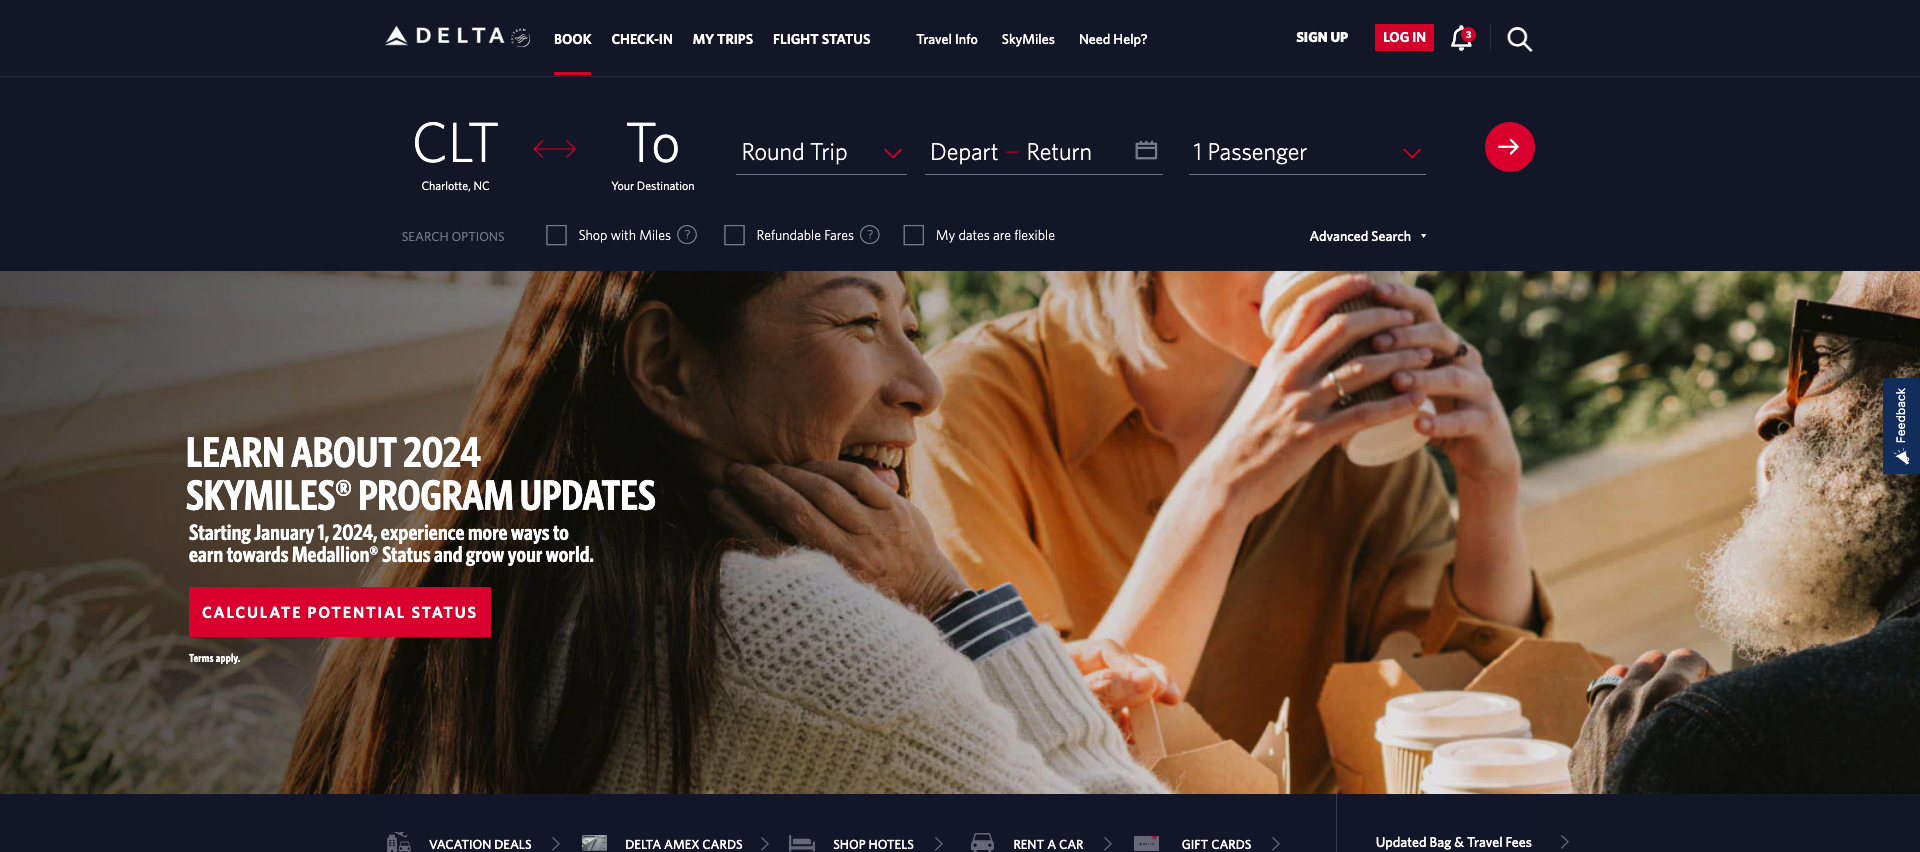 DELTA
BOOK
CHECK-IN
MY TRIPS
FLIGHT STATUS
Travel Info
SkyMiles
Need Help?
SIGN UP
LOG IN
3
CLT
Charlotte, NC
To
Your Destination
Round Trip
Depart — Return
1 Passenger
SEARCH OPTIONS
Shop with Miles ?
Refundable Fares ?
My dates are flexible
Advanced Search
LEARN ABOUT 2024
SKYMILES® PROGRAM UPDATES
Starting January 1, 2024, experience more ways to
earn towards Medallion® Status and grow your world.
CALCULATE POTENTIAL STATUS
Terms apply.
Feedback
VACATION DEALS
DELTA AMEX CARDS
SHOP HOTELS
RENT A CAR
GIFT CARDS
Updated Bag & Travel Fees